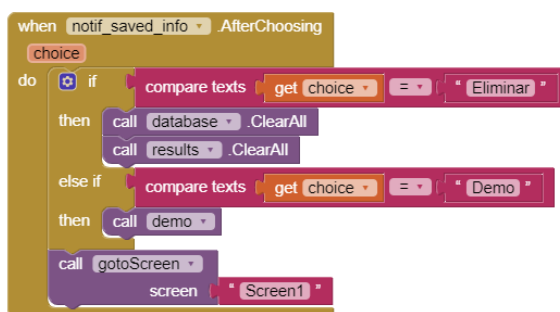 when notif_saved_info .AfterChoosing
choice
do if compare texts get choice = " Eliminar "
then call database .ClearAll
call results .ClearAll
else if compare texts get choice = " Demo "
then call demo
call gotoScreen
screen " Screen1 "